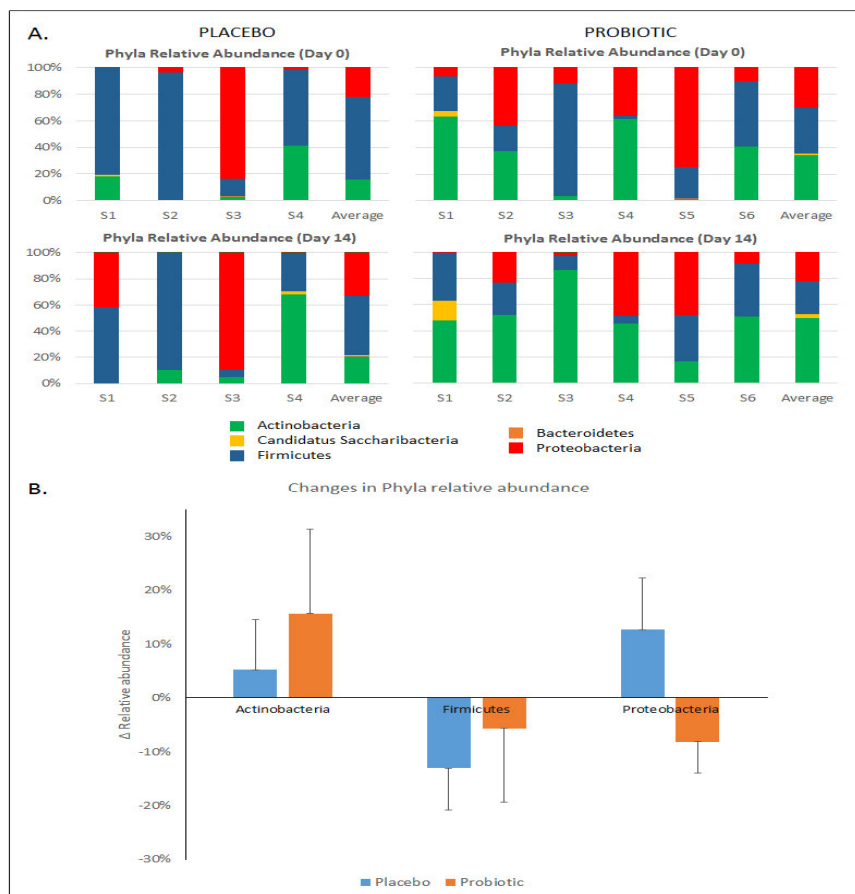 A. PLACEBO PROBIOTIC
Phyla Relative Abundance (Day 0) Phyla Relative Abundance (Day 0)
100%
80%
60%
40%
20%
0%
S1 S2 S3 S4 Average S1 S2 S3 S4 S5 S6 Average
Phyla Relative Abundance (Day 14) Phyla Relative Abundance (Day 14)
100%
80%
60%
40%
20%
0%
S1 S2 S3 S4 Average S1 S2 S3 S4 S5 S6 Average
Actinobacteria Bacteroidetes
Candidatus Saccharibacteria Proteobacteria
Firmicutes
B. Changes in Phyla relative abundance
30%
20%
10%
0%
-10%
-20%
-30%
Δ Relative abundance
Actinobacteria Firmicutes Proteobacteria
Placebo Probiotic